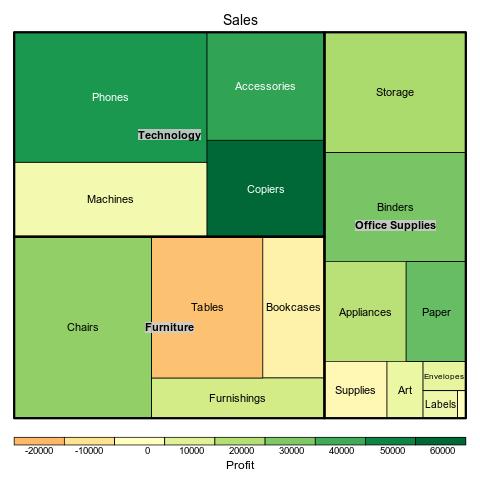 Sales
Phones
Accessories
Storage
Technology
Machines
Copiers
Binders
Office Supplies
Chairs
Tables
Bookcases
Furniture
Furnishings
Appliances
Paper
Supplies
Art
Envelopes
Labels
-20000 -10000 0 10000 20000 30000 40000 50000 60000
Profit